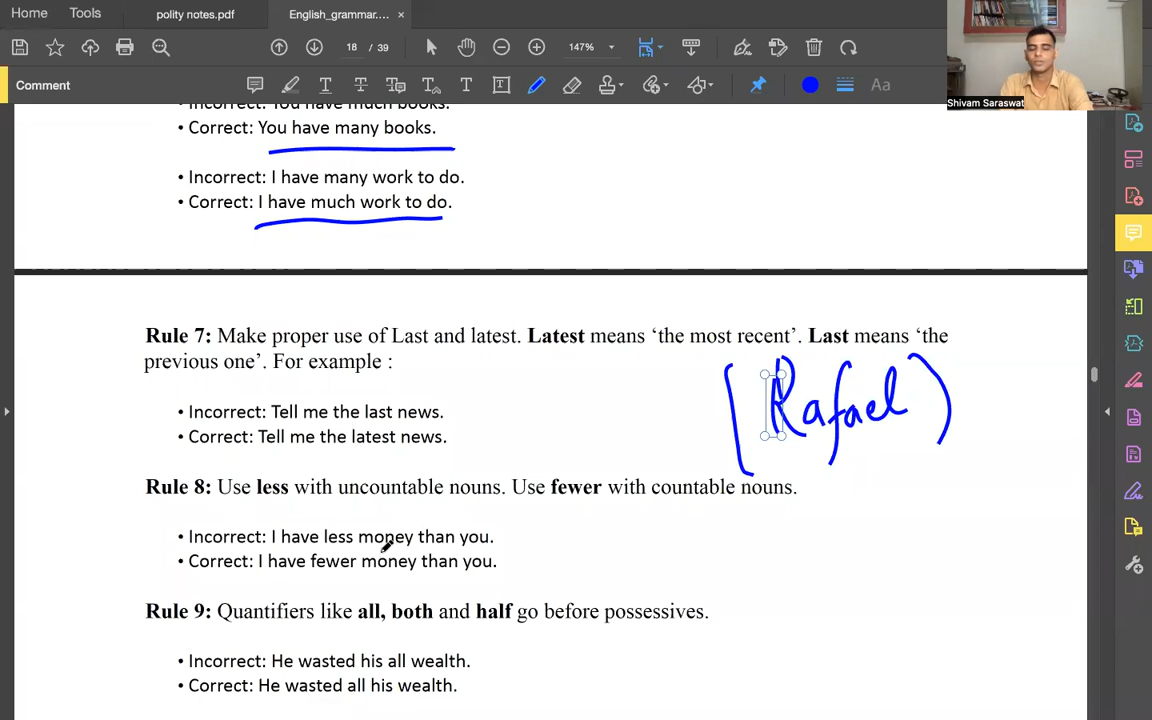 Home Tools polity notes.pdf English_grammar.... ×
18 / 39 147%
Shivam Saraswat
Comment
• Incorrect: You have much books.
• Correct: You have many books.
• Incorrect: I have many work to do.
• Correct: I have much work to do.
Rule 7: Make proper use of Last and latest. Latest means ‘the most recent’. Last means ‘the
previous one’. For example :
(Rafael)
• Incorrect: Tell me the last news.
• Correct: Tell me the latest news.
Rule 8: Use less with uncountable nouns. Use fewer with countable nouns.
• Incorrect: I have less money than you.
• Correct: I have fewer money than you.
Rule 9: Quantifiers like all, both and half go before possessives.
• Incorrect: He wasted his all wealth.
• Correct: He wasted all his wealth.